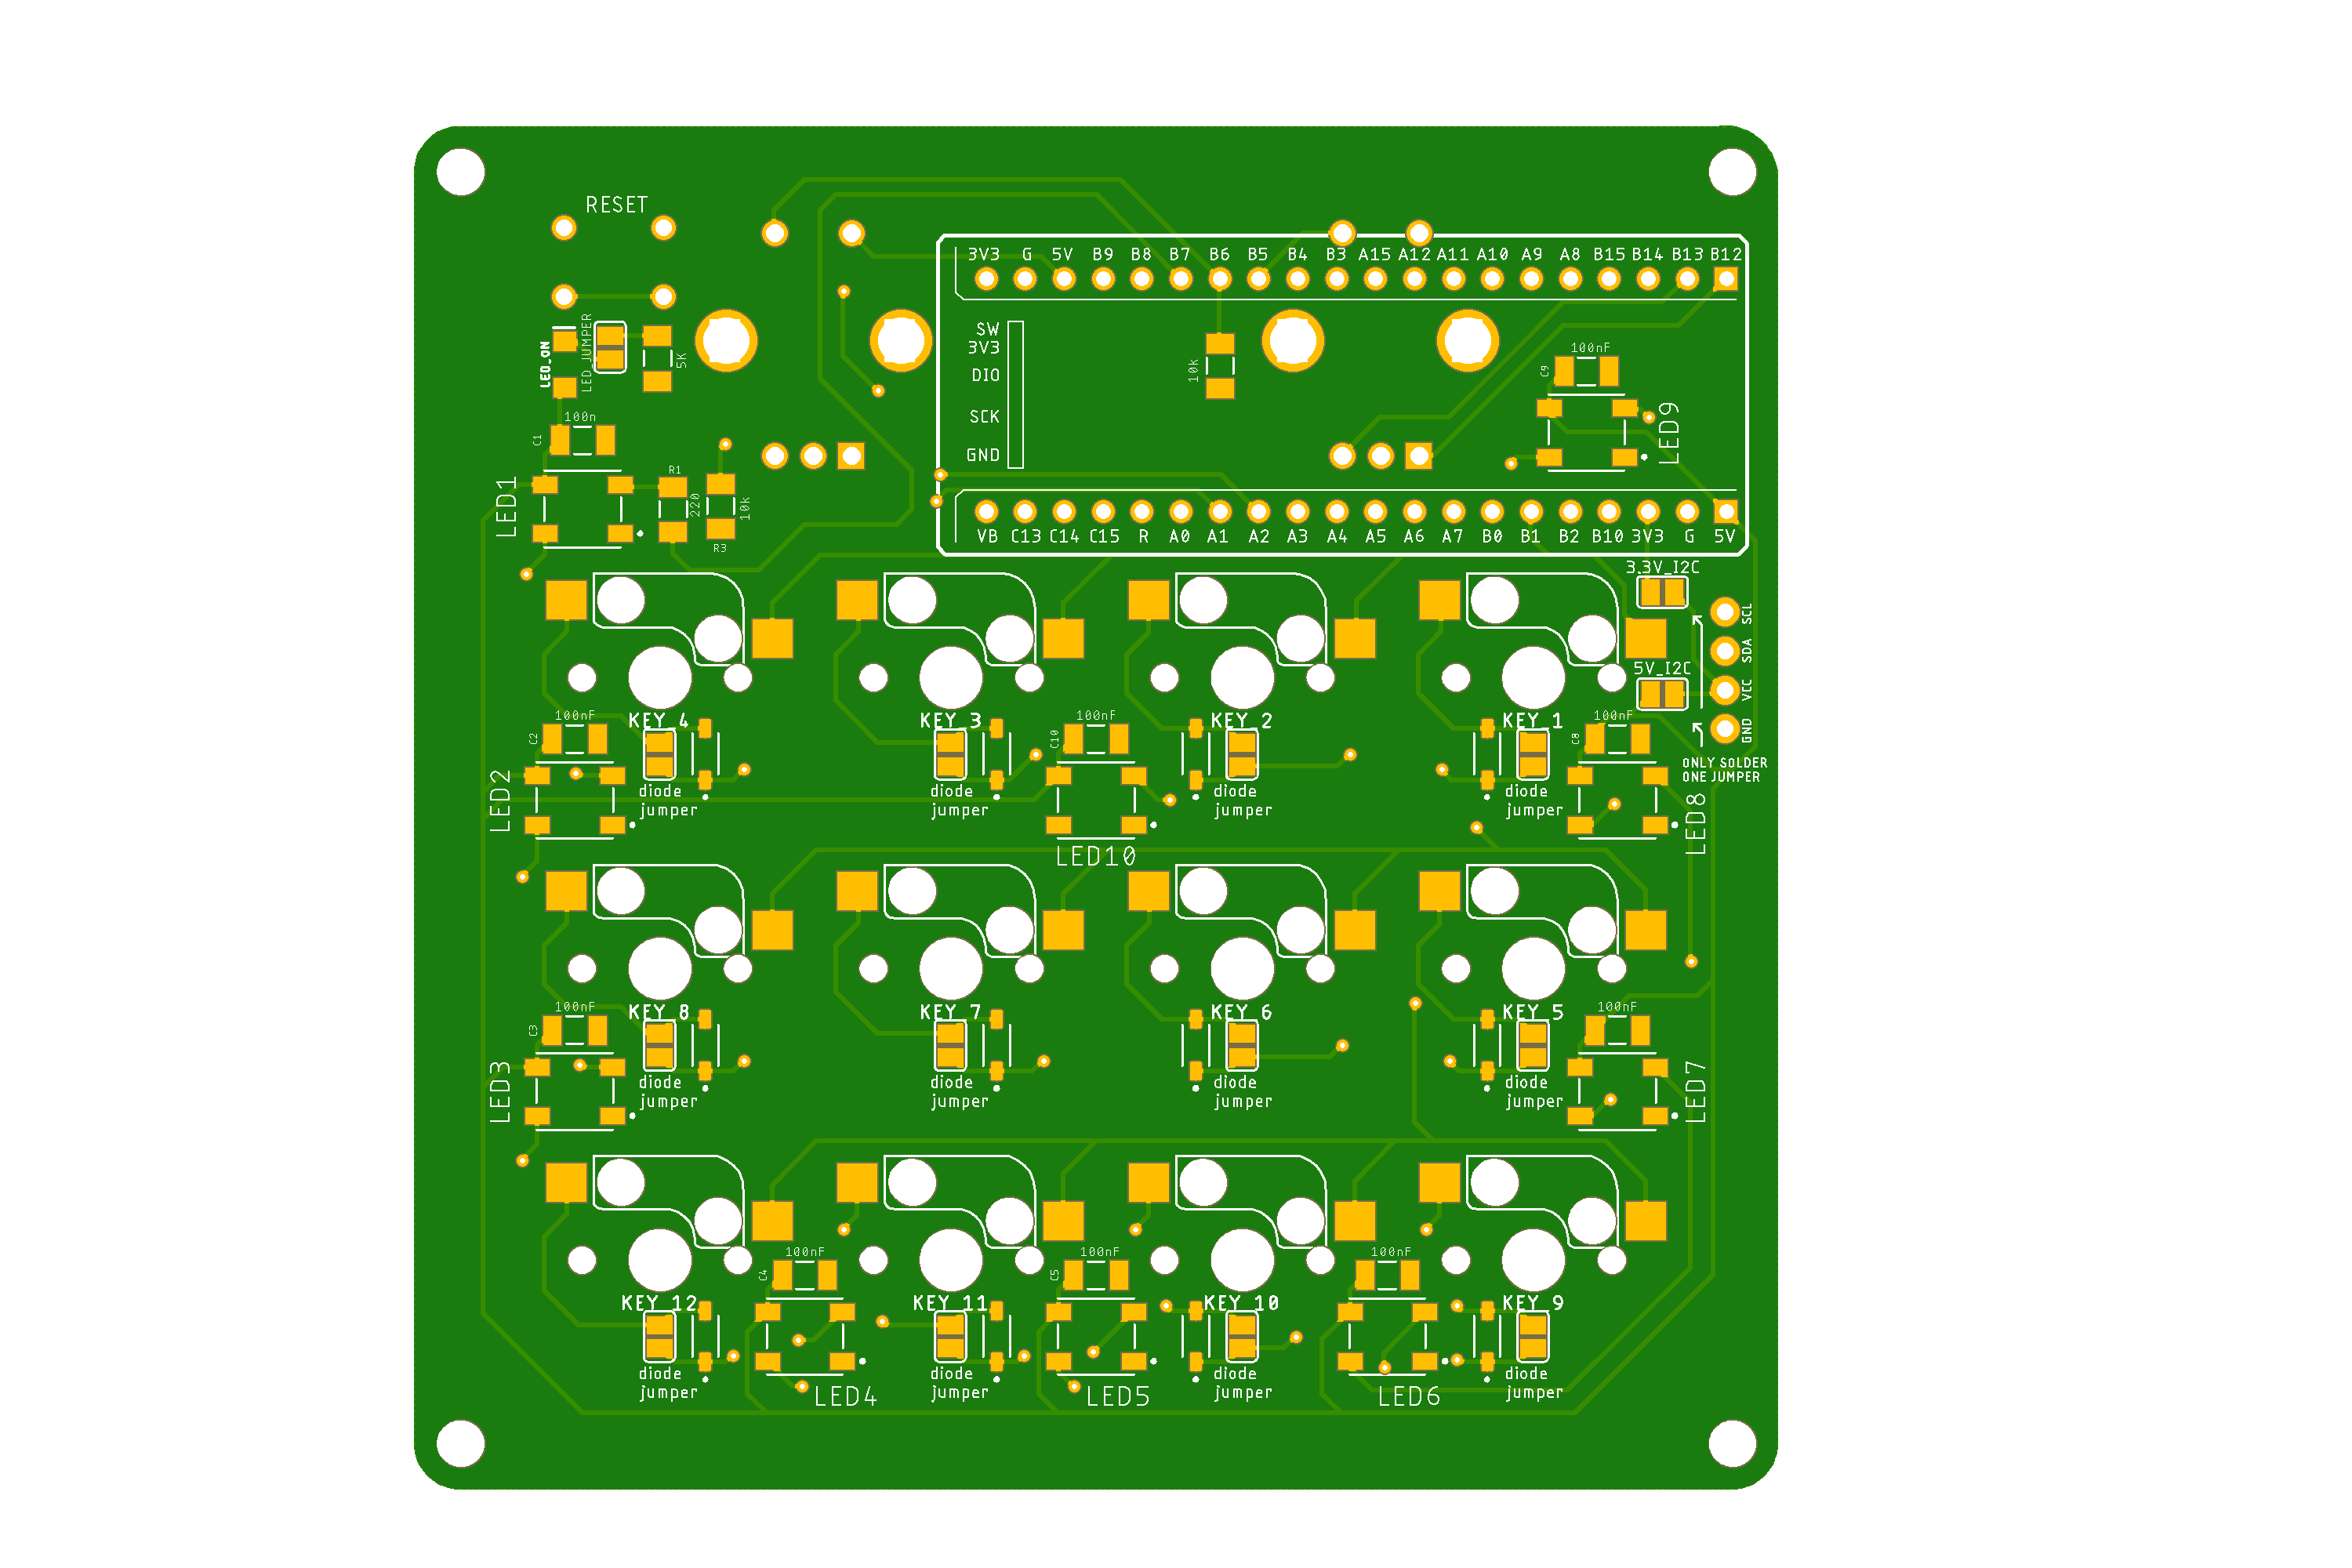 RESET
3V3 G 5V B9 B8 B7 B6 B5 B4 B3 A15 A12 A11 A10 A9 A8 B15 B14 B13 B12
SW
3V3
DIO
SCK
GND
LED_ON
LED_JUMPER
5K
10k
100nF
C9
LED9
100n
C1
LED1
R1
220
10k
R3
VB C13 C14 C15 R A0 A1 A2 A3 A4 A5 A6 A7 B0 B1 B2 B10 3V3 G 5V
3.3V_I2C
SCL
SDA
5V_I2C
VCC
GND
ONLY SOLDER
ONE JUMPER
KEY 4
KEY 3
KEY 2
KEY 1
100nF
C2
LED2
100nF
C10
LED10
100nF
C8
LED8
diode
jumper
diode
jumper
diode
jumper
diode
jumper
KEY 8
KEY 7
KEY 6
KEY 5
100nF
C3
LED3
100nF
LED7
diode
jumper
diode
jumper
diode
jumper
diode
jumper
100nF
C4
100nF
C5
100nF
KEY 12
KEY 11
KEY 10
KEY 9
diode
jumper
LED4
diode
jumper
LED5
diode
jumper
LED6
diode
jumper